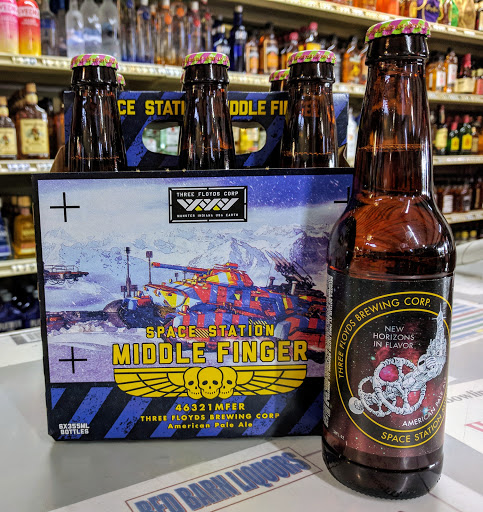 SPACE STATION MIDDLE FINGER
THREE FLOYDS CORP
MUNSTER INDIANA USA EARTH
SPACE STATION
MIDDLE FINGER
46321MFER
THREE FLOYDS BREWING CORP
American Pale Ale
6X355ML
BOTTLES
THREE FLOYDS BREWING CORP.
NEW
HORIZONS
IN FLAVOR
AMERICAN PALE
SPACE STATION
RED BARN LIQUORS